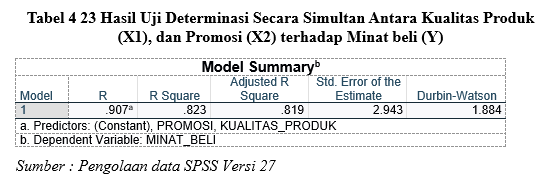 Tabel 4 23 Hasil Uji Determinasi Secara Simultan Antara Kualitas Produk
(X1), dan Promosi (X2) terhadap Minat beli (Y)
Model Summaryb
Model R R Square Adjusted R Square Std. Error of the Estimate Durbin-Watson
1 .907a .823 .819 2.943 1.884
a. Predictors: (Constant), PROMOSI, KUALITAS_PRODUK
b. Dependent Variable: MINAT_BELI
Sumber : Pengolaan data SPSS Versi 27